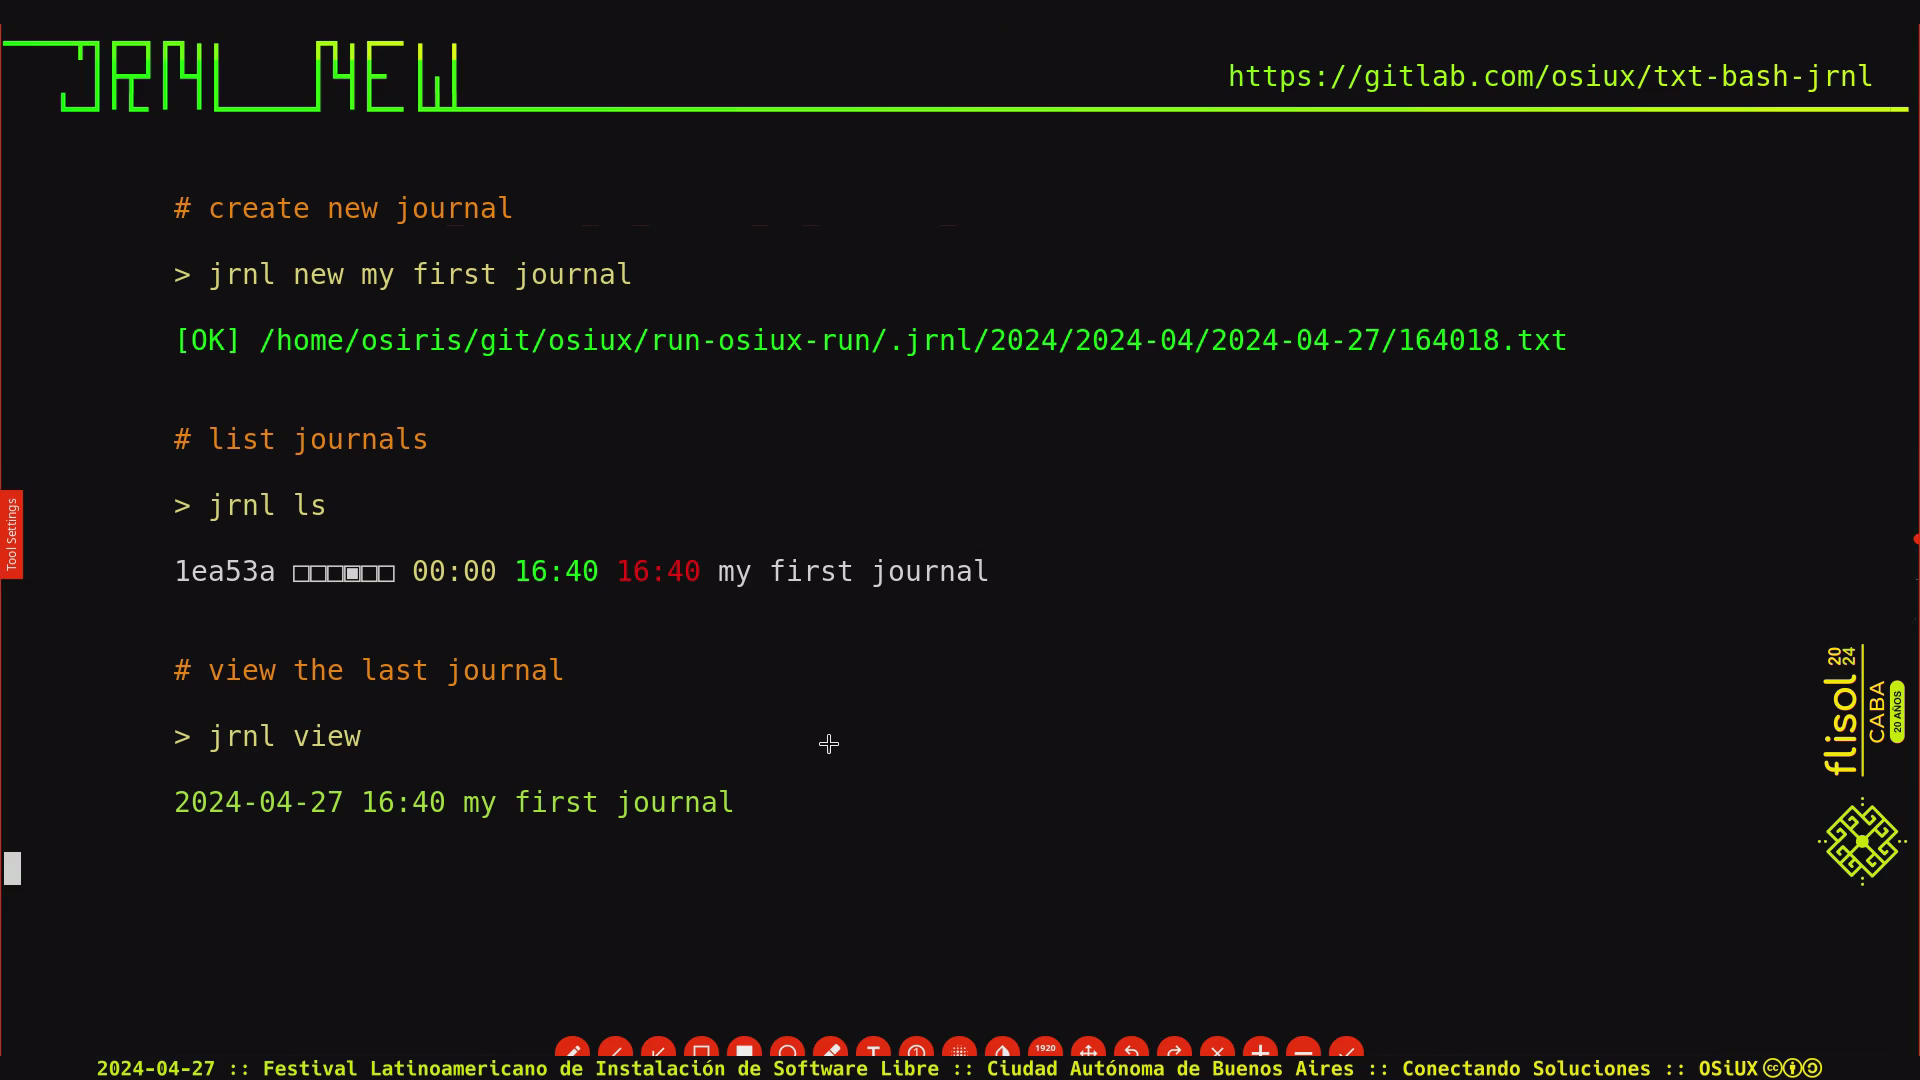 JRNL NEW
https://gitlab.com/osiux/txt-bash-jrnl
# create new journal
> jrnl new my first journal
[OK] /home/osiris/git/osiux/run-osiux-run/.jrnl/2024/2024-04/2024-04-27/164018.txt
# list journals
> jrnl ls
1ea53a □□□▣□□ 00:00 16:40 16:40 my first journal
# view the last journal
> jrnl view
2024-04-27 16:40 my first journal
Tool Settings
flisol 2024
CABA
20 AÑOS
1920
2024-04-27 :: Festival Latinoamericano de Instalación de Software Libre :: Ciudad Autónoma de Buenos Aires :: Conectando Soluciones :: OSiUX